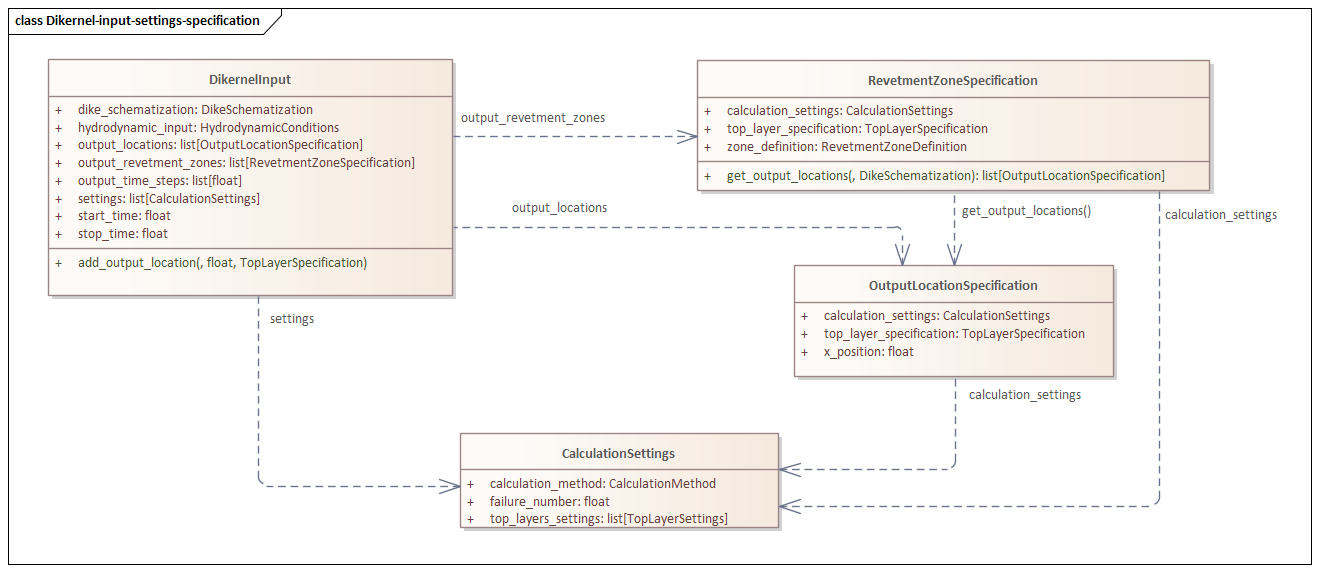 class Dikernel-input-settings-specification
DikernelInput
+ dike_schematization: DikeSchematization
+ hydrodynamic_input: HydrodynamicConditions
+ output_locations: list[OutputLocationSpecification]
+ output_revetment_zones: list[RevetmentZoneSpecification]
+ output_time_steps: list[float]
+ settings: list[CalculationSettings]
+ start_time: float
+ stop_time: float
+ add_output_location(, float, TopLayerSpecification)
output_revetment_zones
RevetmentZoneSpecification
+ calculation_settings: CalculationSettings
+ top_layer_specification: TopLayerSpecification
+ zone_definition: RevetmentZoneDefinition
+ get_output_locations(, DikeSchematization): list[OutputLocationSpecification]
output_locations
get_output_locations()
calculation_settings
OutputLocationSpecification
+ calculation_settings: CalculationSettings
+ top_layer_specification: TopLayerSpecification
+ x_position: float
settings
calculation_settings
CalculationSettings
+ calculation_method: CalculationMethod
+ failure_number: float
+ top_layers_settings: list[TopLayerSettings]